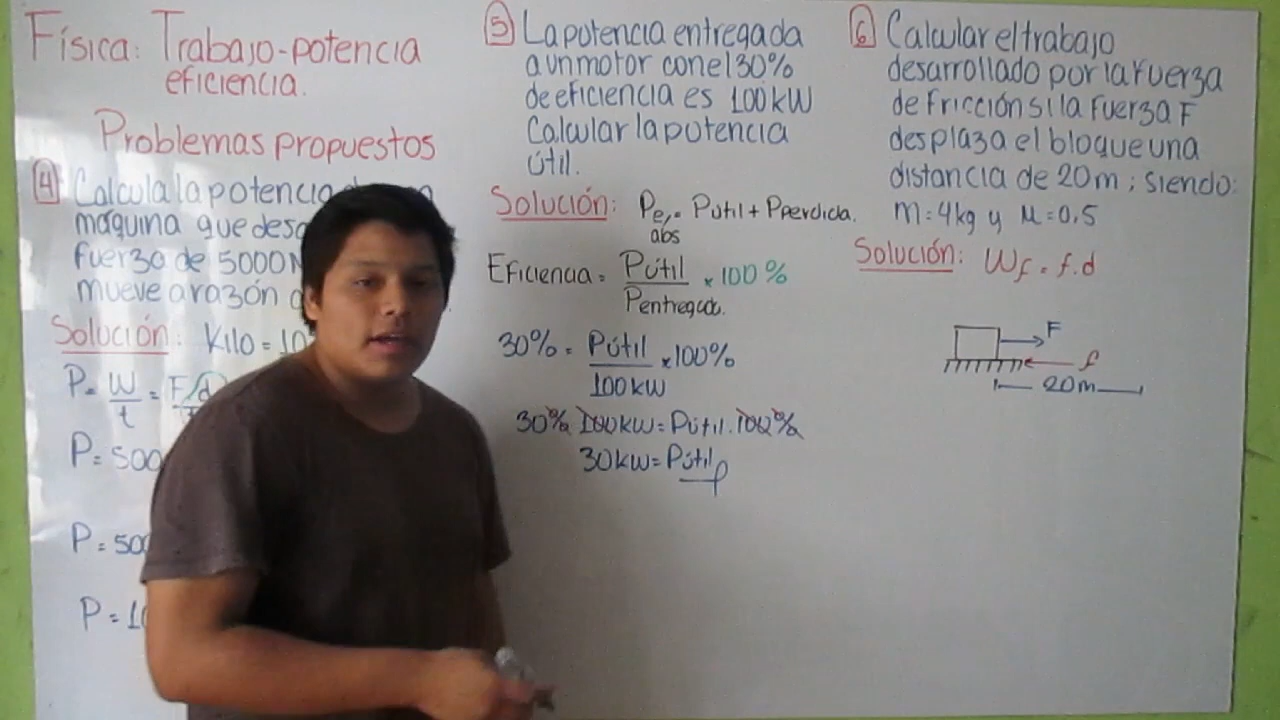 Física: Trabajo-potencia
eficiencia.
Problemas propuestos
4 Calcula la potencia
máquina que desa
fuerza de 5000N
mueve a razón
Solución: Kilo = 10
P = W/t = F.d
P = 500
P = 500
P = 10
5 La potencia entregada
a un motor con el 30%
de eficiencia es 100 kW
Calcular la potencia
útil.
Solución: Pe = Pútil + Pperdida.
abs
Eficiencia = Pútil x 100 %
Pentregada.
30% = Pútil x 100%
100 kW
30% 100kW = Pútil . 100%
30kW = Pútil
6 Calcular el trabajo
desarrollado por la fuerza
de fricción si la fuerza F
desplaza el bloque una
distancia de 20m ; siendo:
m = 4kg y μ = 0.5
Solución: Wf = f.d
F
f
20m